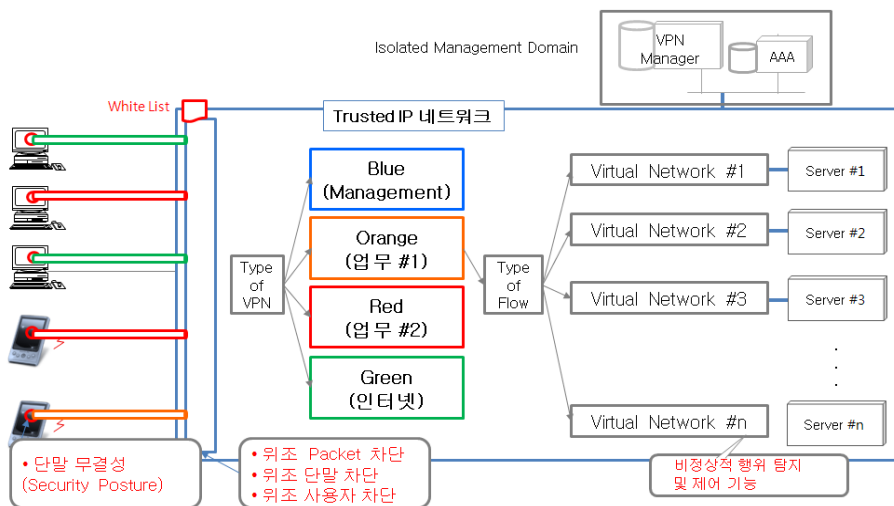 Isolated Management Domain
VPN
Manager
AAA
White List
Trusted IP 네트워크
Type
of
VPN
Blue
(Management)
Orange
(업무 #1)
Red
(업무 #2)
Green
(인터넷)
Type
of
Flow
Virtual Network #1
Server #1
Virtual Network #2
Server #2
Virtual Network #3
Server #3
Virtual Network #n
Server #n
• 단말 무결성
(Security Posture)
• 위조 Packet 차단
• 위조 단말 차단
• 위조 사용자 차단
비정상적 행위 탐지
및 제어 기능